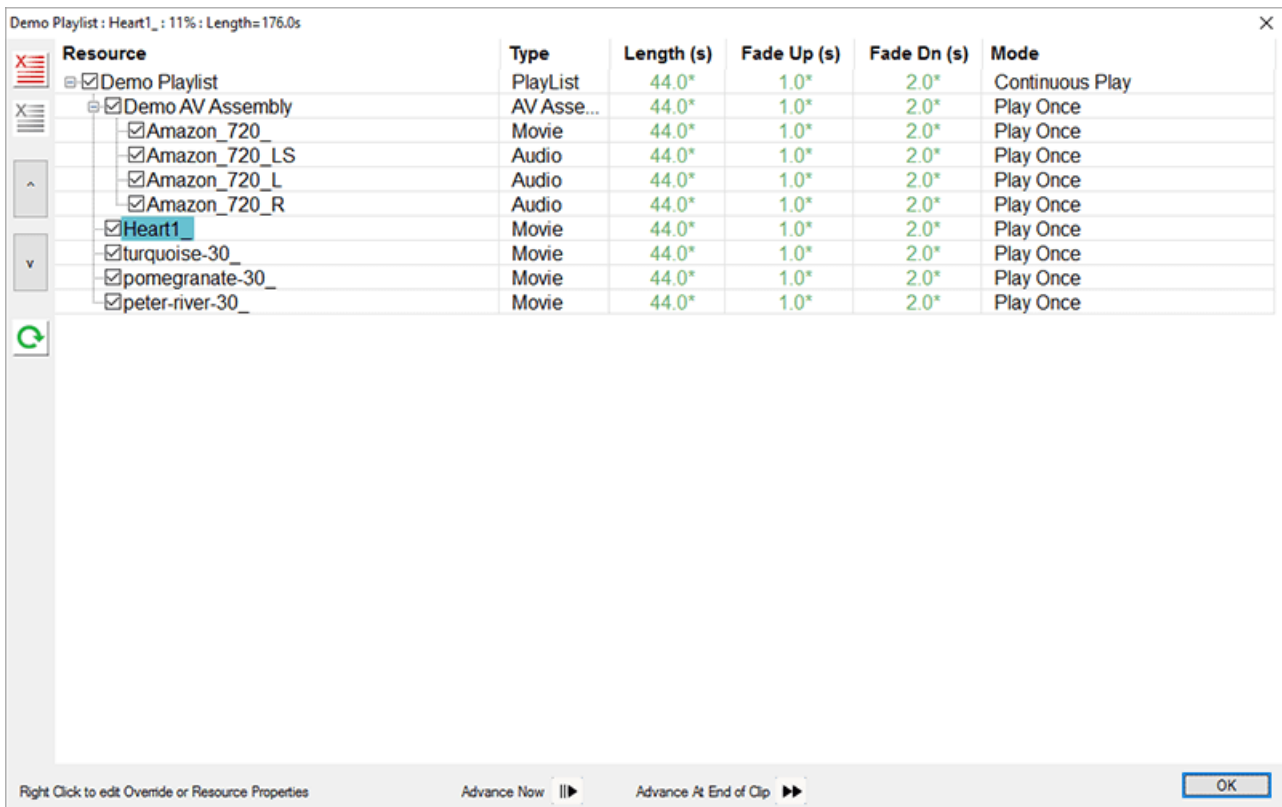 Demo Playlist : Heart1_ : 11% : Length=176.0s
Resource Type Length (s) Fade Up (s) Fade Dn (s) Mode
Demo Playlist PlayList 44.0* 1.0* 2.0* Continuous Play
Demo AV Assembly AV Asse... 44.0* 1.0* 2.0* Play Once
Amazon_720_ Movie 44.0* 1.0* 2.0* Play Once
Amazon_720_LS Audio 44.0* 1.0* 2.0* Play Once
Amazon_720_L Audio 44.0* 1.0* 2.0* Play Once
Amazon_720_R Audio 44.0* 1.0* 2.0* Play Once
Heart1_ Movie 44.0* 1.0* 2.0* Play Once
turquoise-30_ Movie 44.0* 1.0* 2.0* Play Once
pomegranate-30_ Movie 44.0* 1.0* 2.0* Play Once
peter-river-30_ Movie 44.0* 1.0* 2.0* Play Once
Right Click to edit Override or Resource Properties Advance Now Advance At End of Clip OK